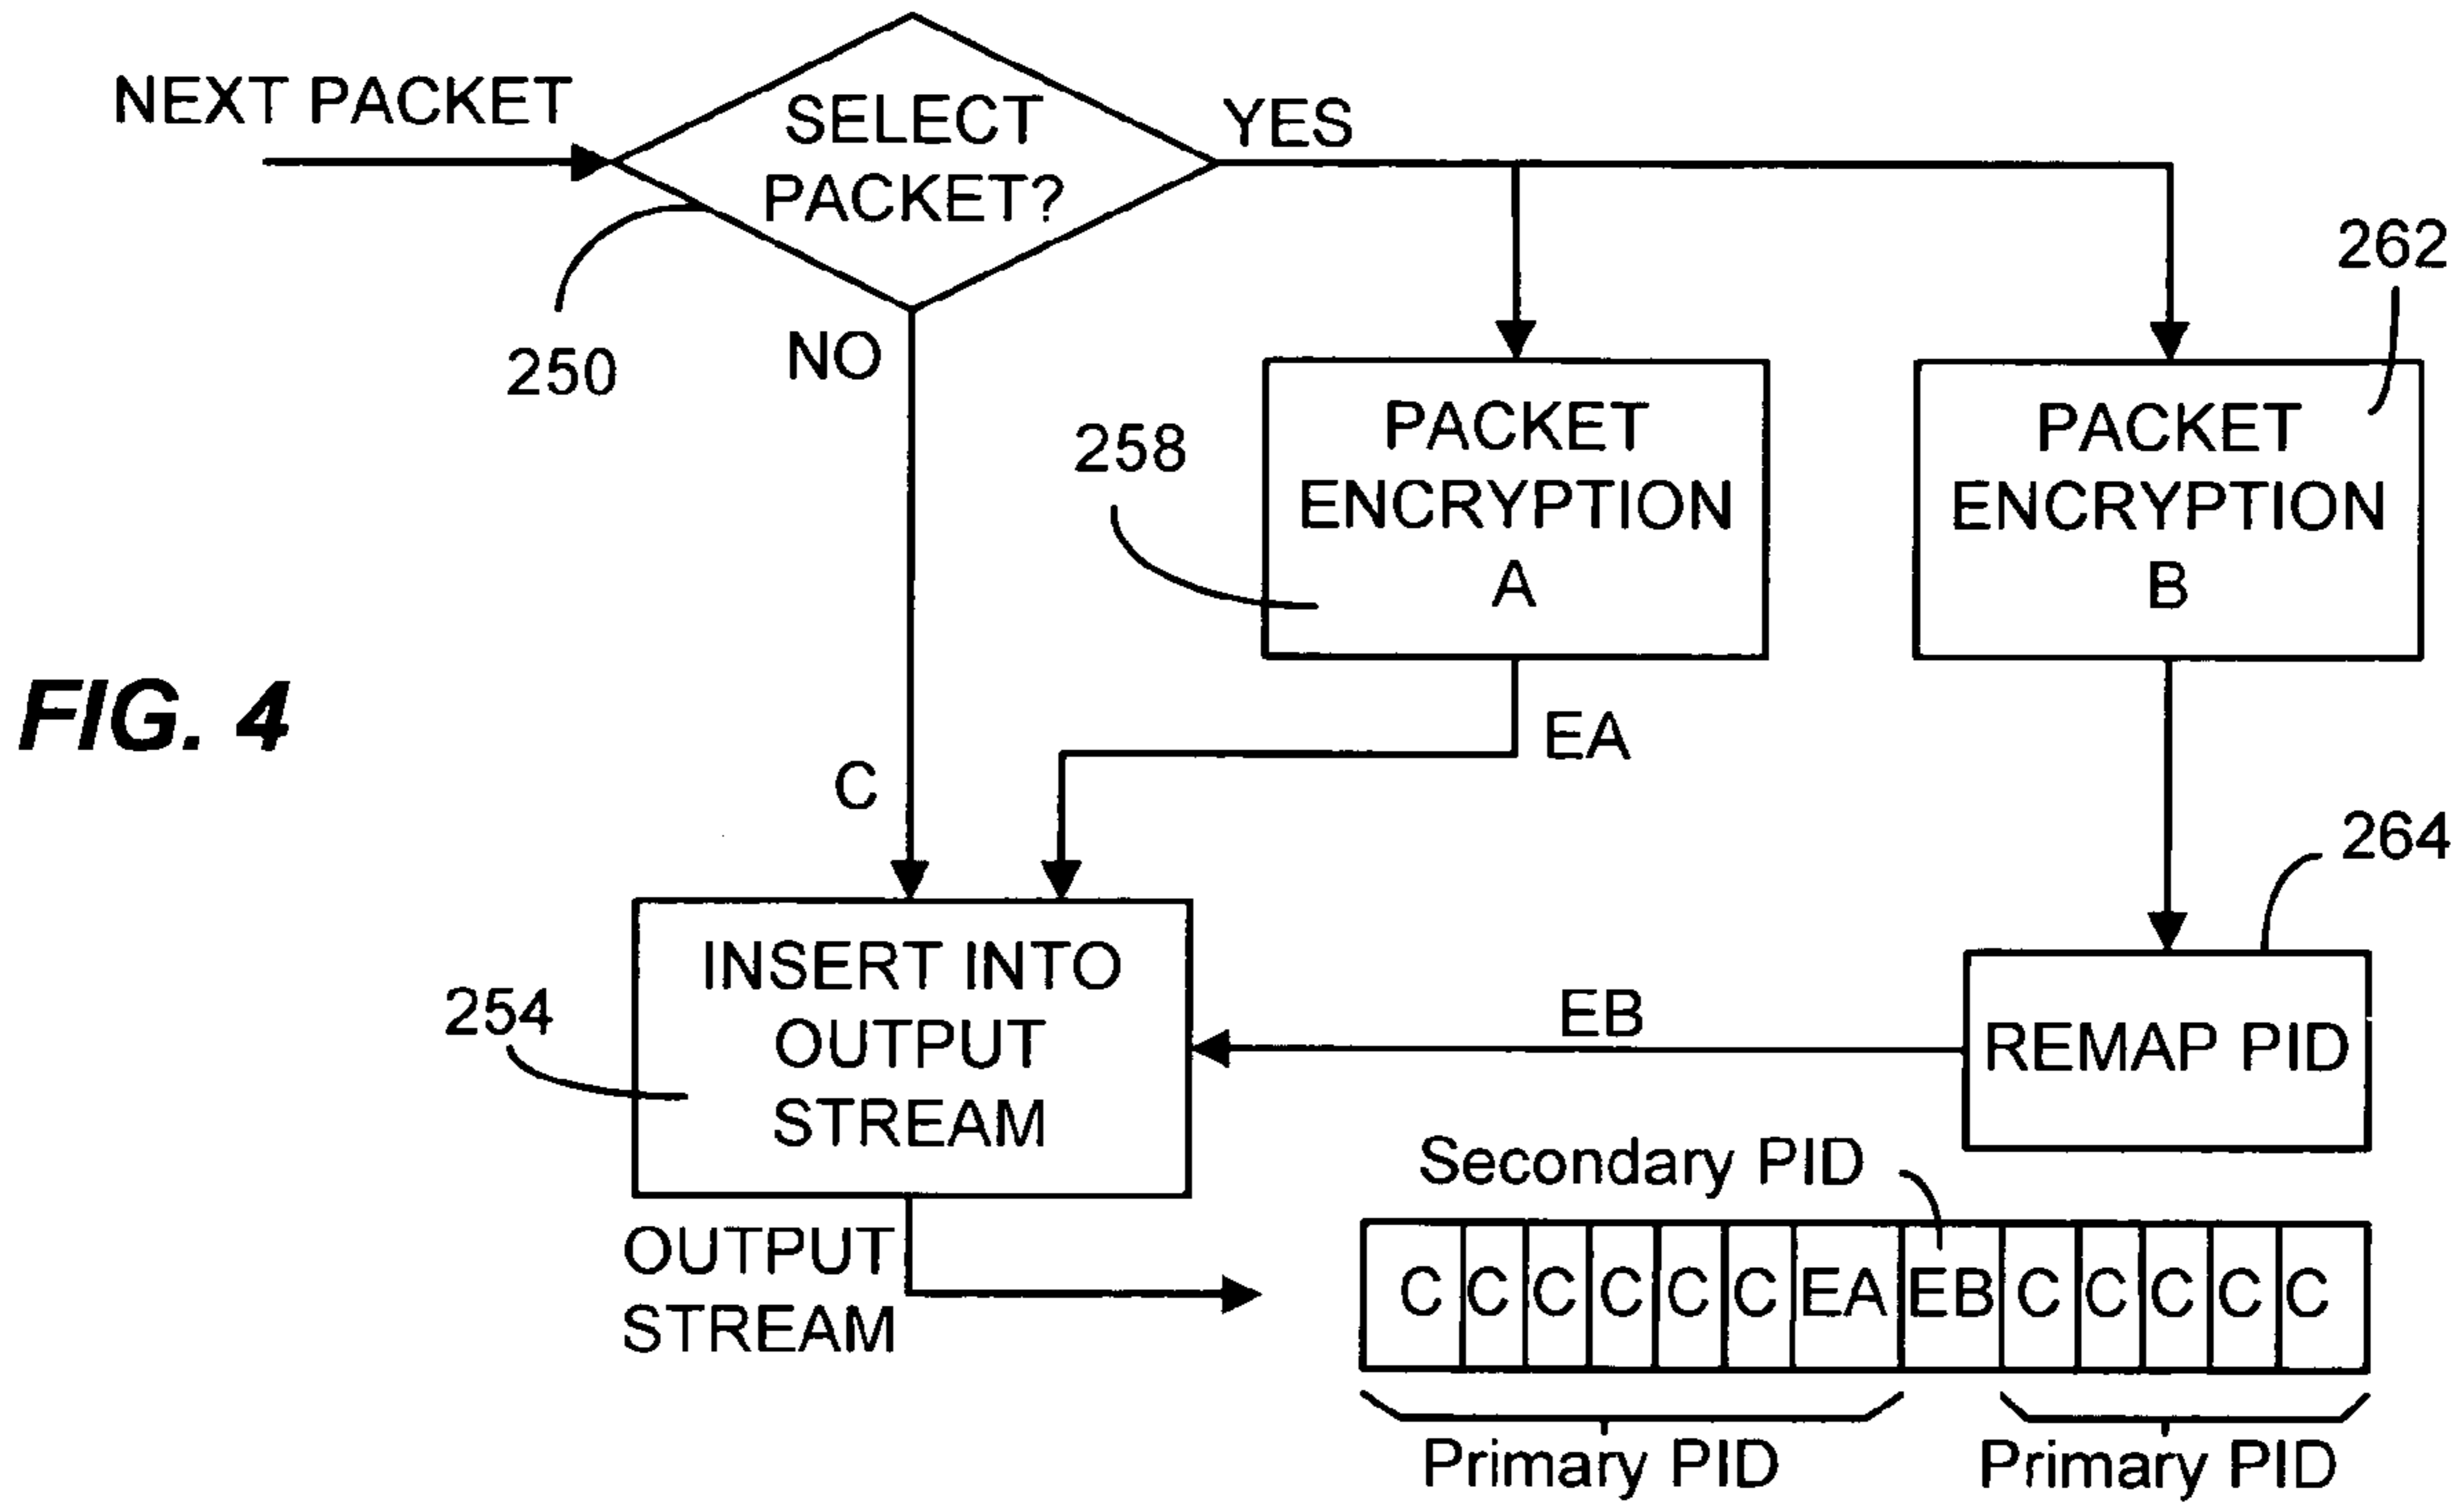 NEXT PACKET
SELECT
PACKET?
YES
NO
250
262
258
PACKET
ENCRYPTION
A
PACKET
ENCRYPTION
B
FIG. 4
EA
C
264
INSERT INTO
OUTPUT
STREAM
254
EB
REMAP PID
Secondary PID
OUTPUT
STREAM
C C C C C C EA EB C C C C C
Primary PID
Primary PID